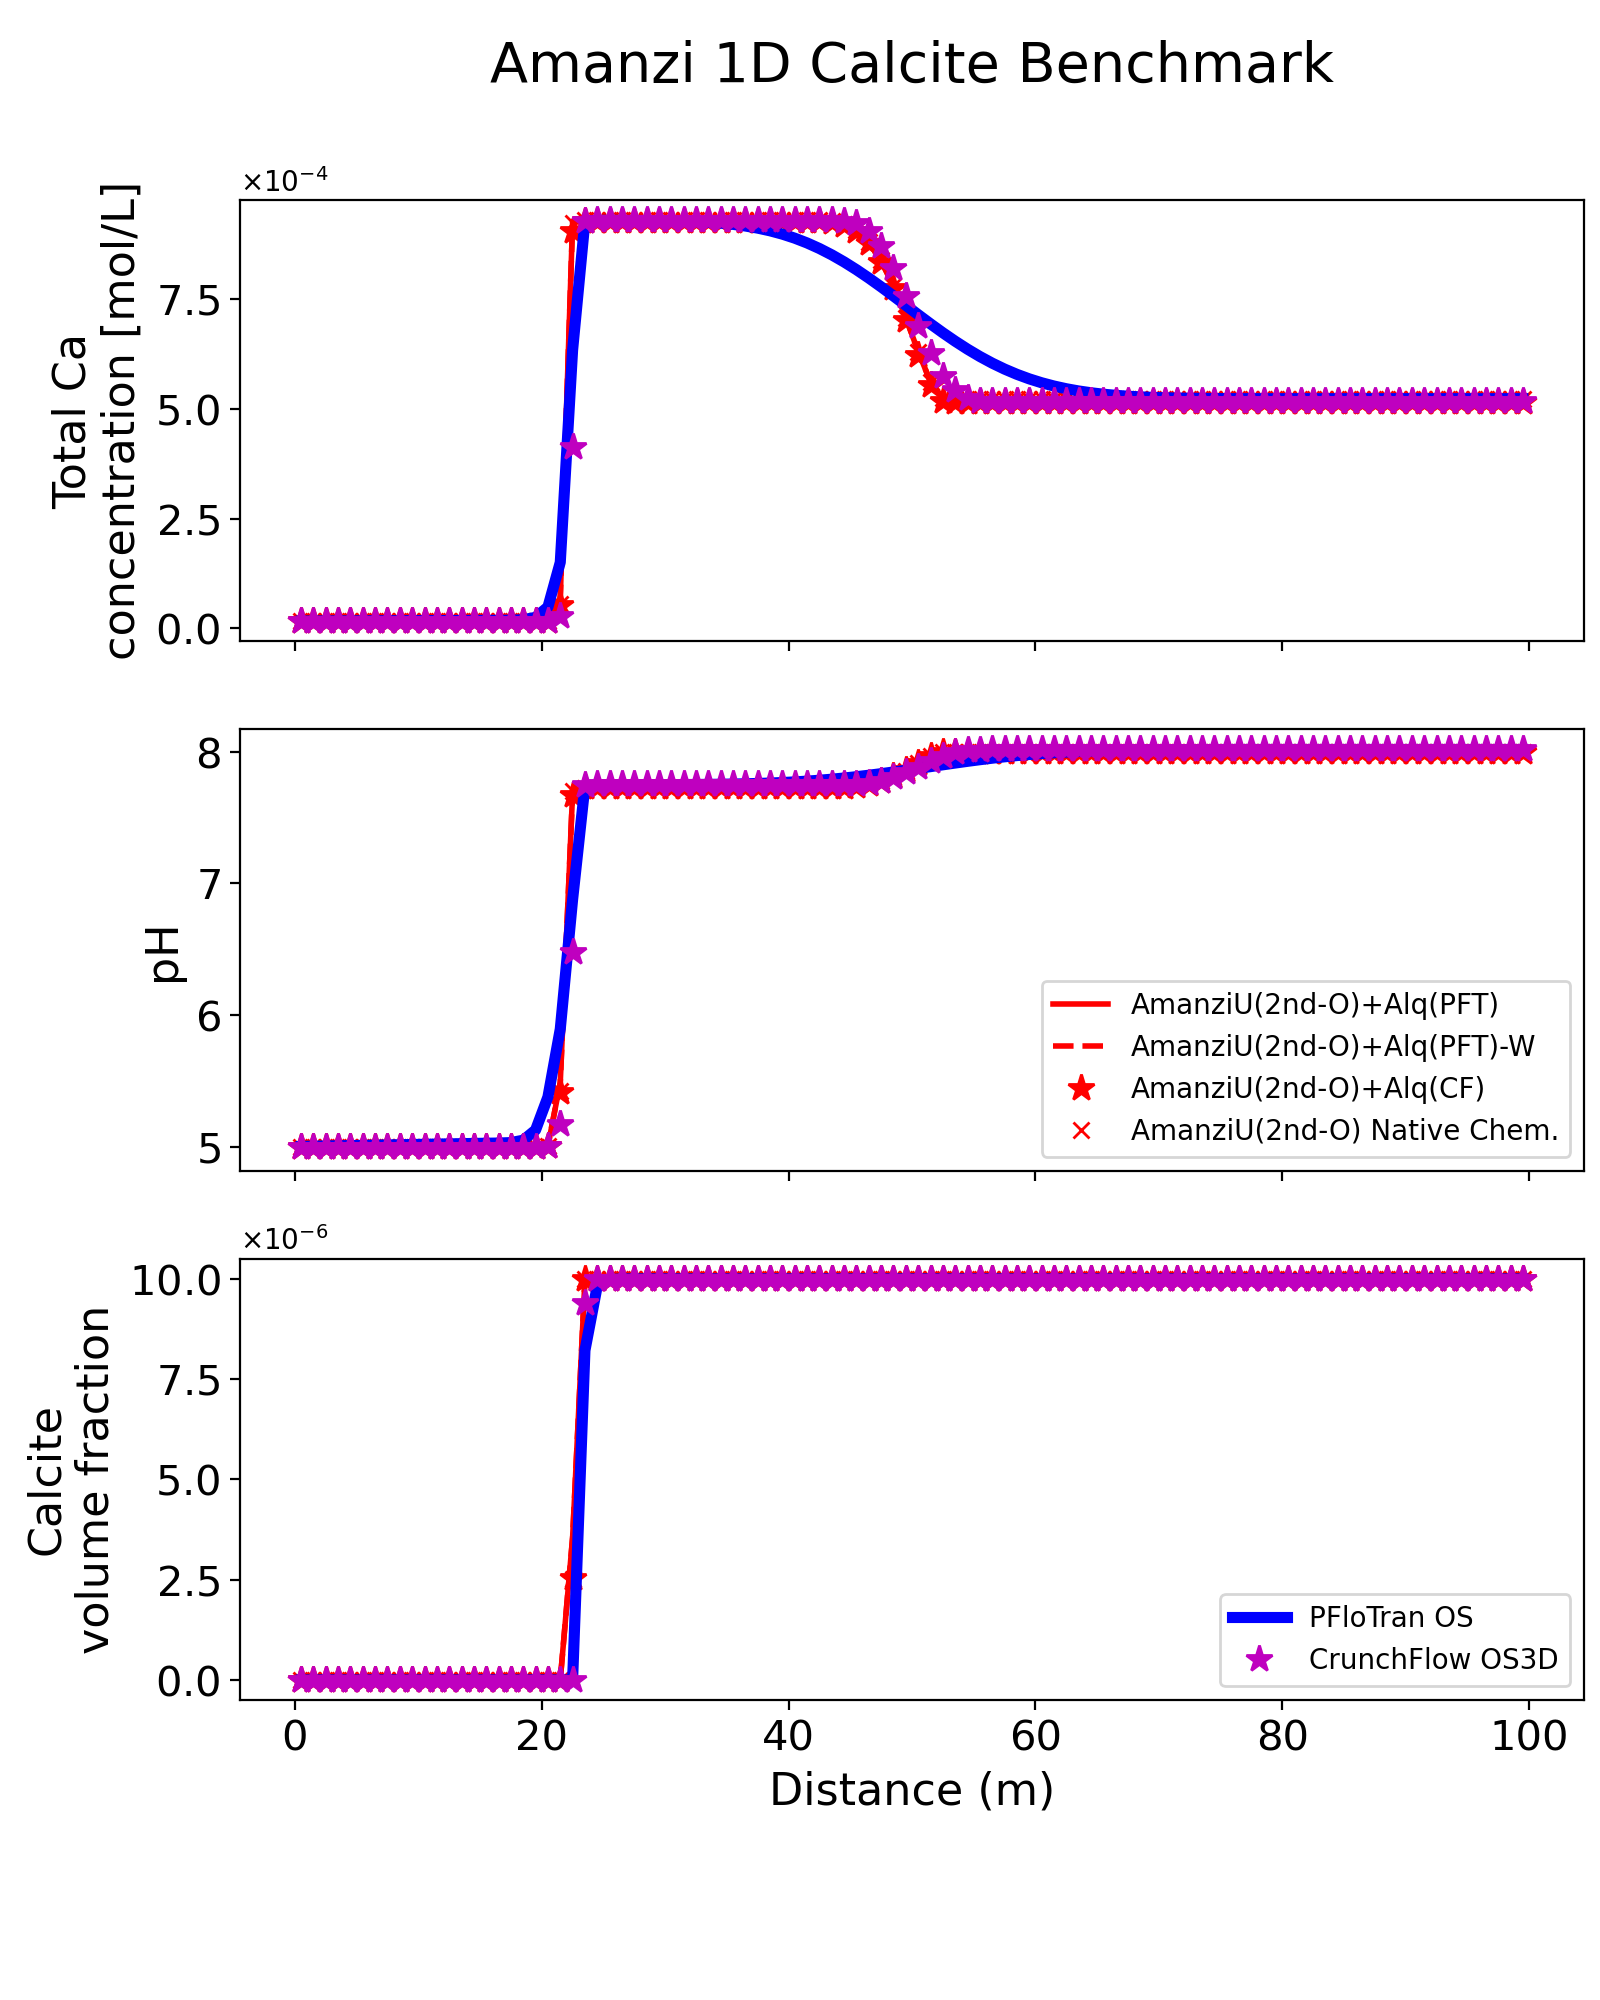 Amanzi 1D Calcite Benchmark
×10⁻⁴
Total Ca
concentration [mol/L]
7.5
5.0
2.5
0.0
pH
8
7
6
5
AmanziU(2nd-O)+Alq(PFT)
AmanziU(2nd-O)+Alq(PFT)-W
AmanziU(2nd-O)+Alq(CF)
AmanziU(2nd-O) Native Chem.
×10⁻⁶
Calcite
volume fraction
10.0
7.5
5.0
2.5
0.0
PFloTran OS
CrunchFlow OS3D
0 20 40 60 80 100
Distance (m)